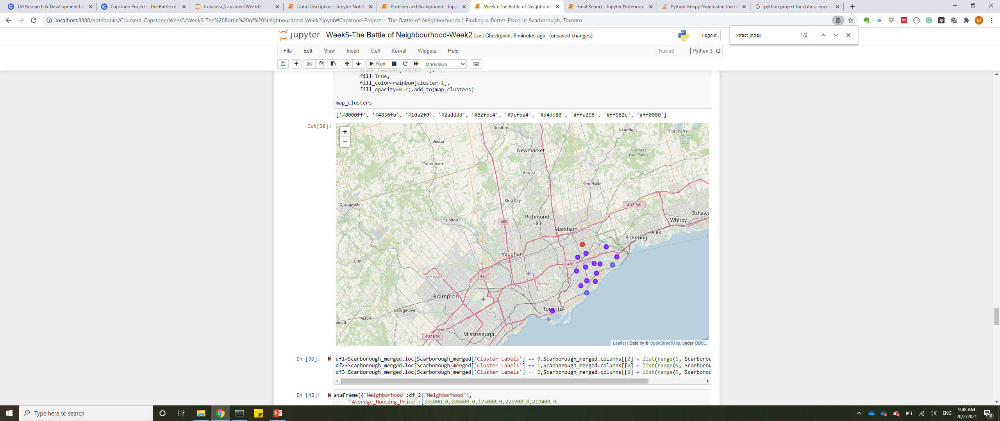 TM Research & Development Lea
Capstone Project - The Battle of
Coursera_Capstone/Week4/
Data Description - Jupyter Noteb
Problem and Background - Jupyt
Week5-The Battle of Neighbourh
Final Report - Jupyter Notebook
Python Geopy Nominatim too m
python project for data science c
localhost:8888/notebooks/Coursera_Capstone/Week5/Week5-The%20Battle%20of%20Neighbourhood-Week2.ipynb#Capstone-Project---The-Battle-of-Neighborhoods-|-Finding-a-Better-Place-in-Scarborough,-Toronto
M
xtract_index 1/2
jupyter Week5-The Battle of Neighbourhood-Week2 Last Checkpoint: 8 minutes ago (unsaved changes)
Logout
File Edit View Insert Cell Kernel Widgets Help
Trusted Python 3
Run Markdown
color=rainbow[cluster-1],
fill=True,
fill_color=rainbow[cluster-1],
fill_opacity=0.7).add_to(map_clusters)
map_clusters
['#8000ff', '#4856fb', '#10a2f0', '#2adddd', '#62fbc4', '#9cfba4', '#d4dd80', '#ffa256', '#ff562c', '#ff0000']
Out[38]:
+
−
Bradford
Uxbridge
Port Perry
Beeton
Newmarket
Uxbridge
Woodlands
Tottenham
Aurora
Stouffville
King City
Orangeville
407 Toll
Oshawa
Richmond
Hill
Bolton
400
Whitby
Markham
Ajax
Pickering
Vaughan
Erin
401
Peel Region
427
Toronto
Brampton
Georgetown
Toronto
Acton
wood
Mississauga
407 ETR
Leaflet | Data by © OpenStreetMap, under ODbL.
In [39]:
df1=Scarborough_merged.loc[Scarborough_merged['Cluster Labels'] == 0,Scarborough_merged.columns[[2] + list(range(5, Scarborou
df2=Scarborough_merged.loc[Scarborough_merged['Cluster Labels'] == 1,Scarborough_merged.columns[[2] + list(range(5, Scarborou
df3=Scarborough_merged.loc[Scarborough_merged['Cluster Labels'] == 2,Scarborough_merged.columns[[2] + list(range(5, Scarborou
In [45]:
ataFrame({"Neighborhood":df_2["Neighborhood"],
"Average_Housing_Price":[335000.0,286600.0,175000.0,225900.0,219400.0,
Type here to search
ENG
9:48 AM
20/2/2021
10